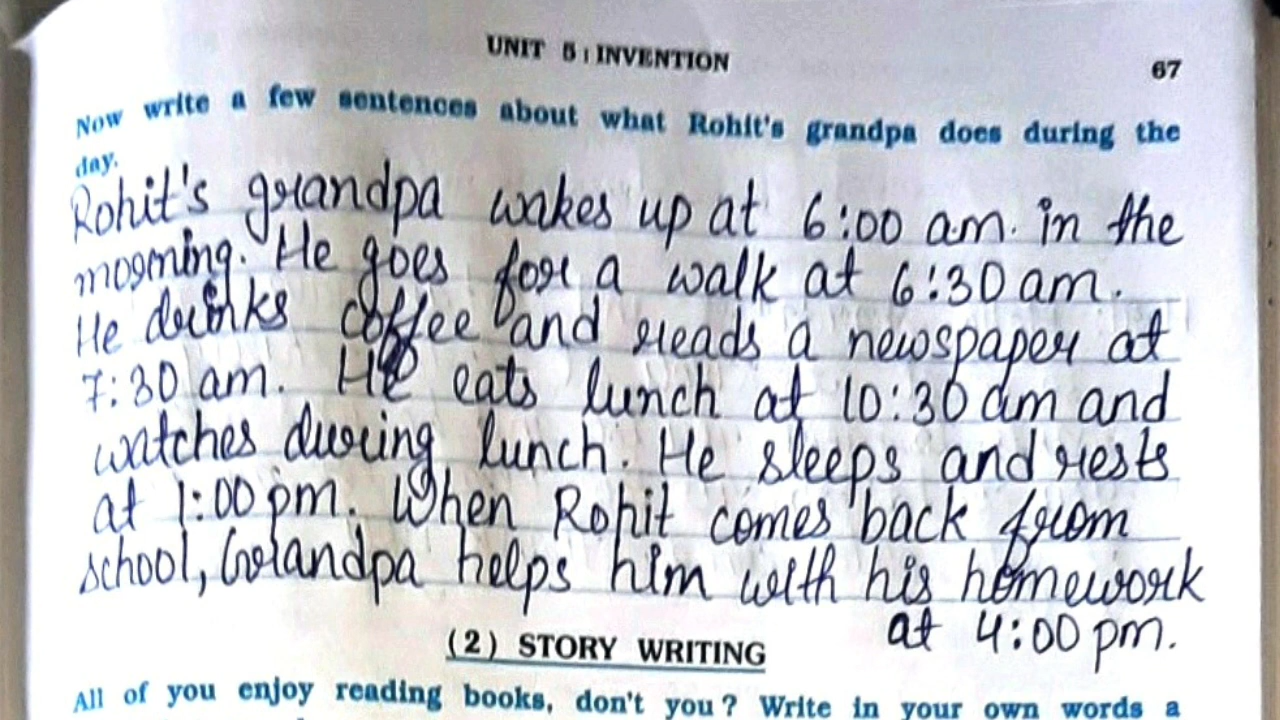 UNIT 5 : INVENTION
67
Now write a few sentences about what Rohit's grandpa does during the
day.
Rohit's grandpa wakes up at 6:00 am. in the
morning. He goes for a walk at 6:30 am.
He drinks coffee and reads a newspaper at
7:30 am. He eats lunch at 10:30 am and
watches during lunch. He sleeps and rests
at 1:00 pm. When Rohit comes back from
school, Grandpa helps him with his homework
at 4:00 pm.
(2) STORY WRITING
All of you enjoy reading books, don't you? Write in your own words a